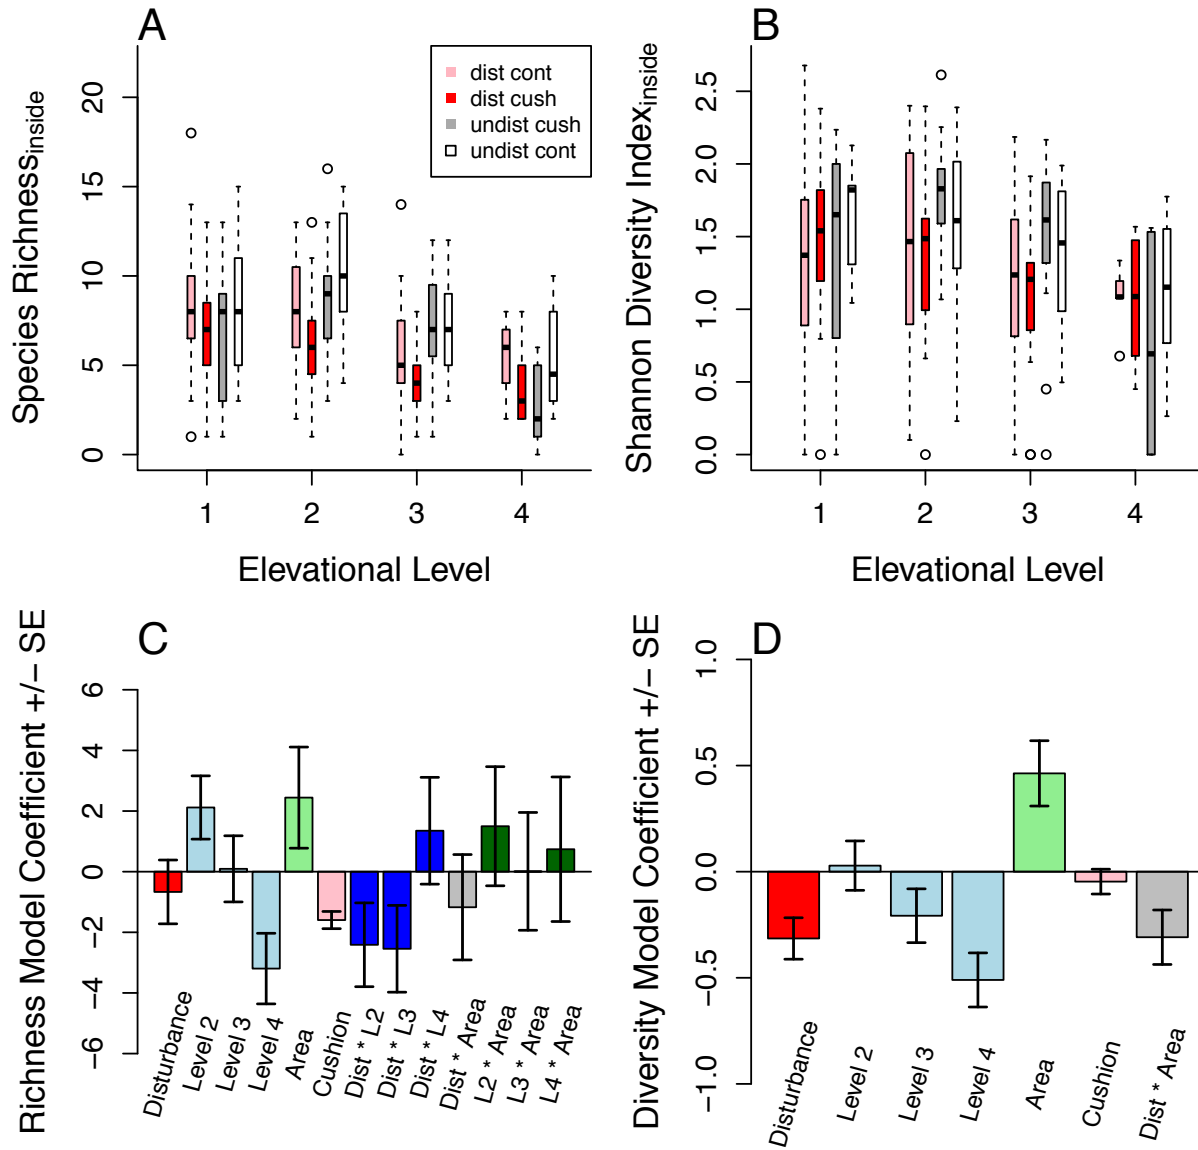 A
Species Richness inside
0 5 10 15 20
dist cont
dist cush
undist cush
undist cont
1 2 3 4
Elevational Level
B
Shannon Diversity Index inside
0.0 0.5 1.0 1.5 2.0 2.5
1 2 3 4
Elevational Level
C
Richness Model Coefficient +/− SE
−6 −4 −2 0 2 4 6
Disturbance
Level 2
Level 3
Level 4
Area
Cushion
Dist * L2
Dist * L3
Dist * L4
Dist * Area
L2 * Area
L3 * Area
L4 * Area
D
Diversity Model Coefficient +/− SE
−1.0 −0.5 0.0 0.5 1.0
Disturbance
Level 2
Level 3
Level 4
Area
Cushion
Dist * Area